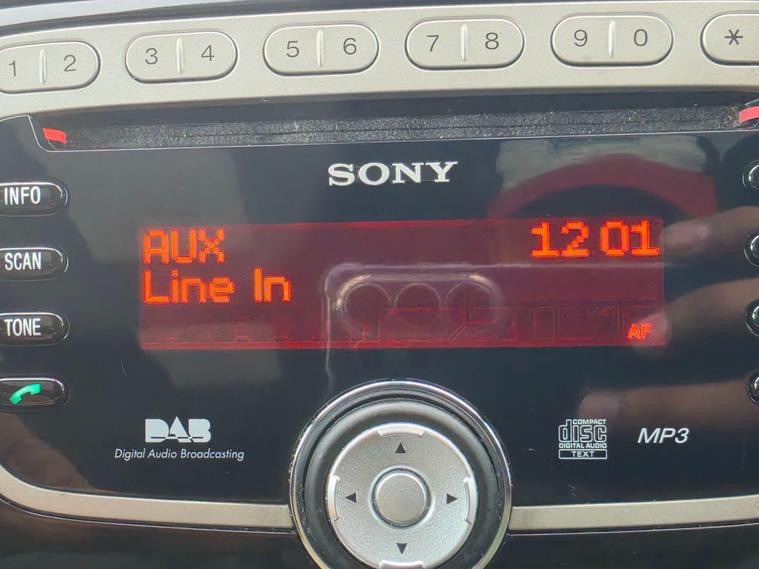 1 2 3 4 5 6 7 8 9 0 *
SONY
INFO
AUX 12 01
SCAN
Line In
TONE
AF
DAB
Digital Audio Broadcasting
COMPACT
disc
DIGITAL AUDIO
TEXT
MP3